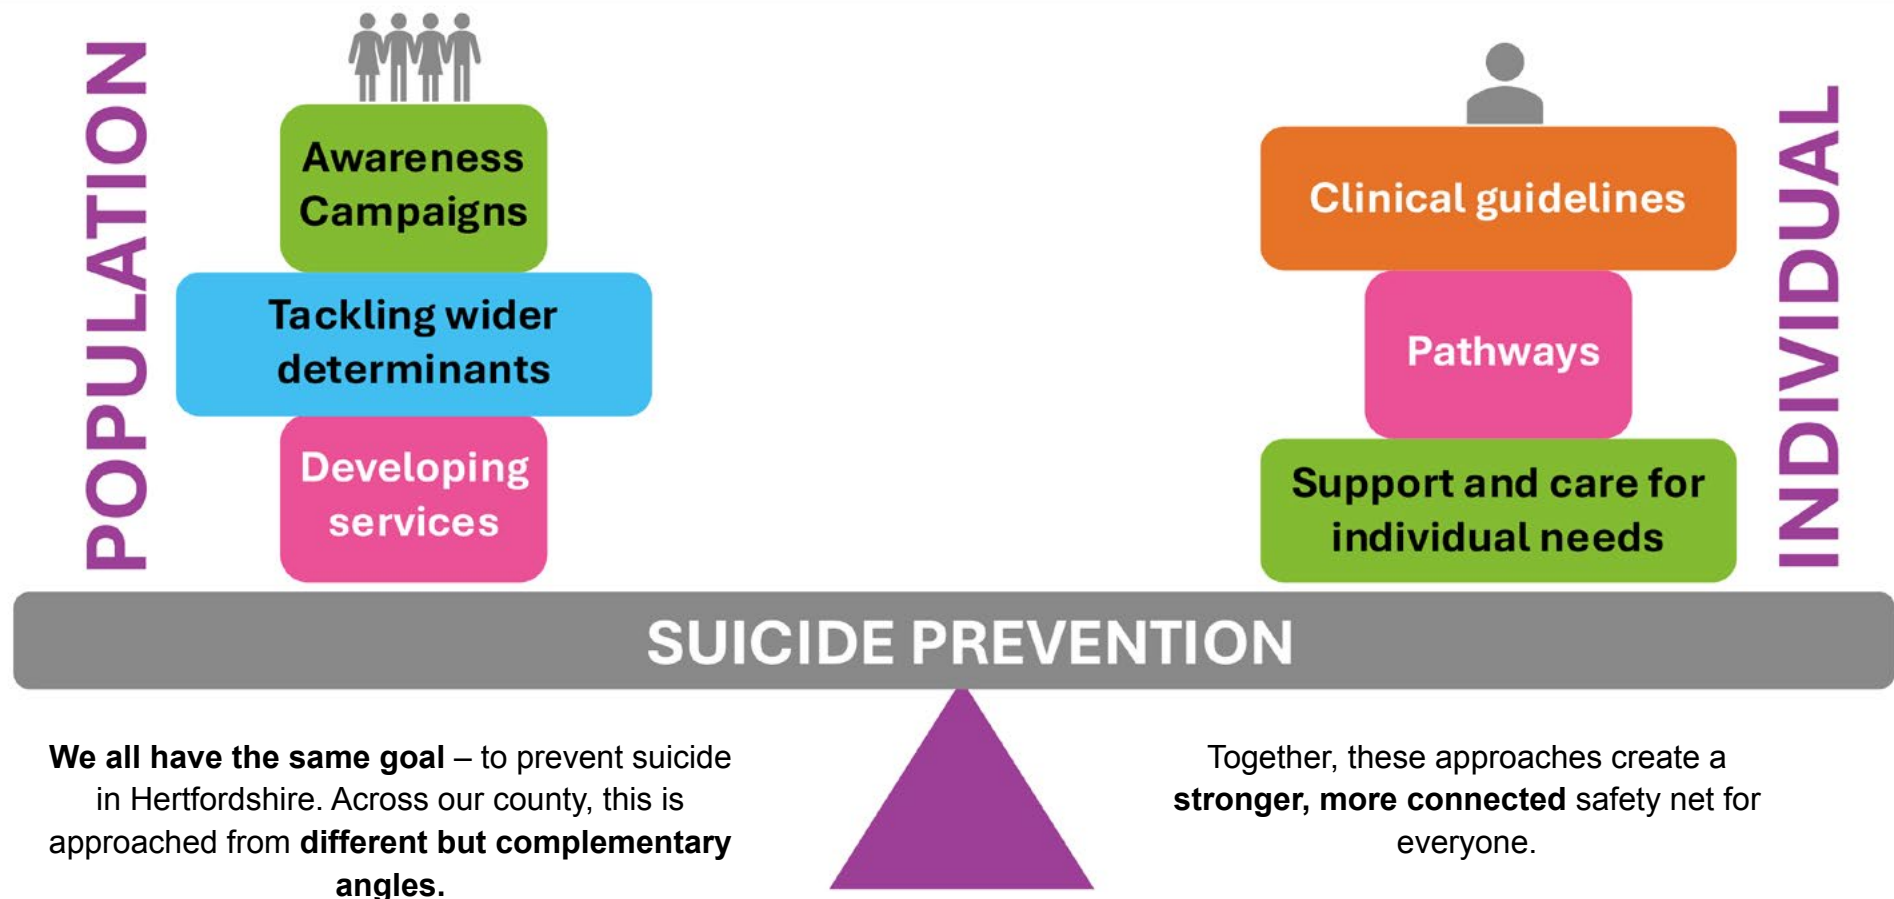 POPULATION
Awareness
Campaigns
Tackling wider
determinants
Developing
services
Clinical guidelines
Pathways
Support and care for
individual needs
INDIVIDUAL
SUICIDE PREVENTION
We all have the same goal – to prevent suicide
in Hertfordshire. Across our county, this is
approached from different but complementary
angles.
Together, these approaches create a
stronger, more connected safety net for
everyone.